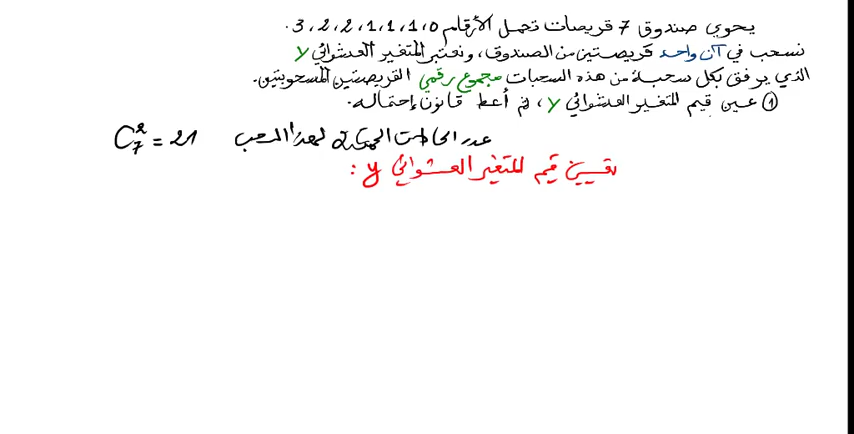 يحوي صندوق 7 قريصات تحمل الأرقام 0، 1، 1، 1، 2، 2، 3.
نسحب في آن واحد قريصتين من الصندوق، ونعتبر المتغير العشوائي y
الذي يرفق بكل سحبة من هذه السحبات مجموع رقمي القريصتين المسحوبتين.
① عين قيم المتغير العشوائي y، ثم أعط قانون إحتماله.
عدد الحالات الممكنة لهذا السحب C₇² = 21
تعيين قيم المتغير العشوائي y :